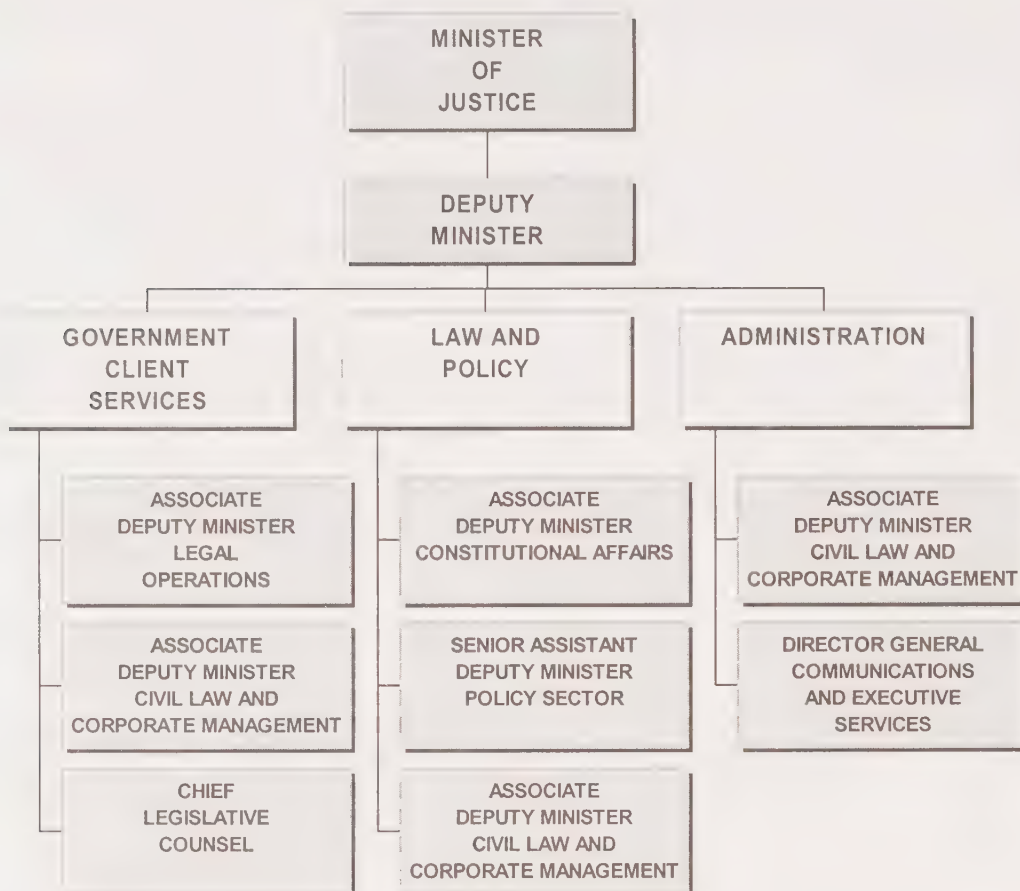 MINISTER
OF
JUSTICE
DEPUTY
MINISTER
GOVERNMENT
CLIENT
SERVICES
LAW AND
POLICY
ADMINISTRATION
ASSOCIATE
DEPUTY MINISTER
LEGAL
OPERATIONS
ASSOCIATE
DEPUTY MINISTER
CIVIL LAW AND
CORPORATE MANAGEMENT
CHIEF
LEGISLATIVE
COUNSEL
ASSOCIATE
DEPUTY MINISTER
CONSTITUTIONAL AFFAIRS
SENIOR ASSISTANT
DEPUTY MINISTER
POLICY SECTOR
ASSOCIATE
DEPUTY MINISTER
CIVIL LAW AND
CORPORATE MANAGEMENT
ASSOCIATE
DEPUTY MINISTER
CIVIL LAW AND
CORPORATE MANAGEMENT
DIRECTOR GENERAL
COMMUNICATIONS
AND EXECUTIVE
SERVICES